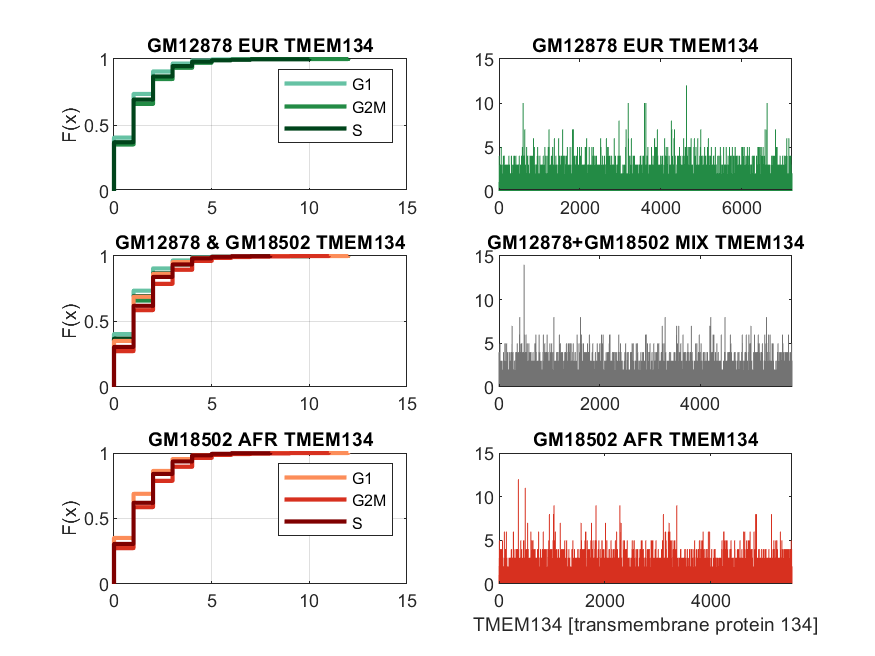 GM12878 EUR TMEM134
1
0.5
0
F(x)
0 5 10 15
G1
G2M
S
GM12878 EUR TMEM134
15
10
5
0
0 2000 4000 6000
GM12878 & GM18502 TMEM134
1
0.5
0
F(x)
0 5 10 15
GM12878+GM18502 MIX TMEM134
15
10
5
0
0 2000 4000
GM18502 AFR TMEM134
1
0.5
0
F(x)
0 5 10 15
G1
G2M
S
GM18502 AFR TMEM134
15
10
5
0
0 2000 4000
TMEM134 [transmembrane protein 134]